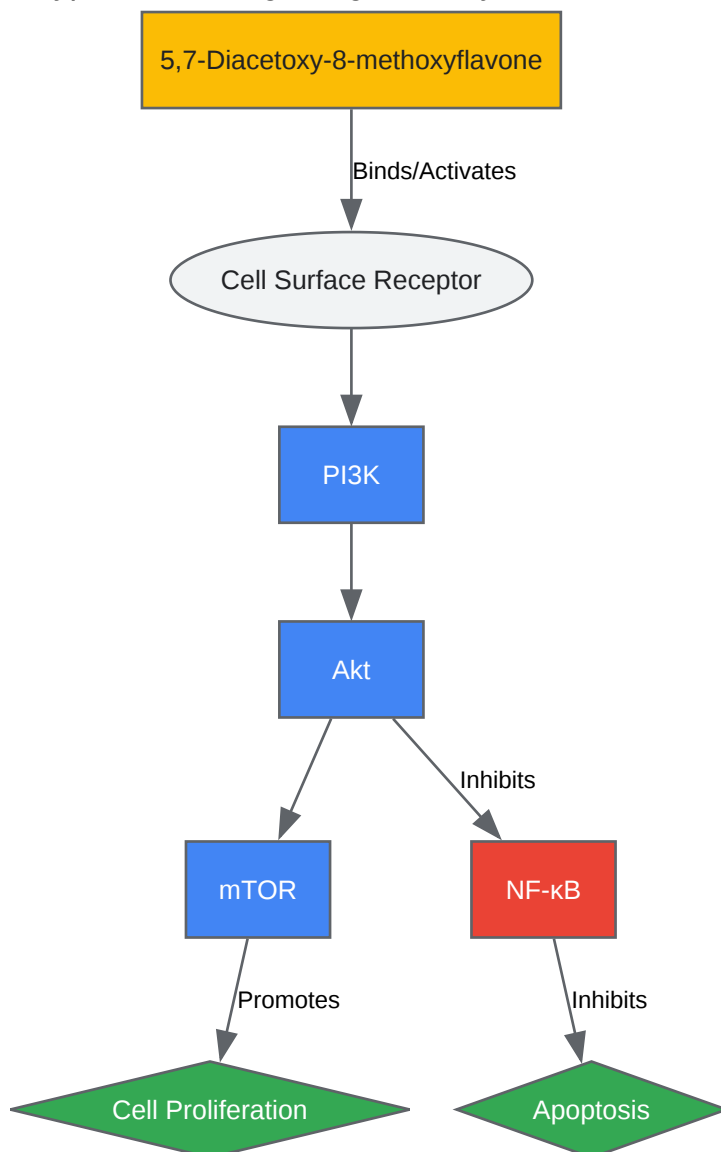 5,7-Diacetoxy-8-methoxyflavone
Binds/Activates
Cell Surface Receptor
PI3K
Akt
Inhibits
mTOR
NF-κB
Promotes
Inhibits
Cell Proliferation
Apoptosis